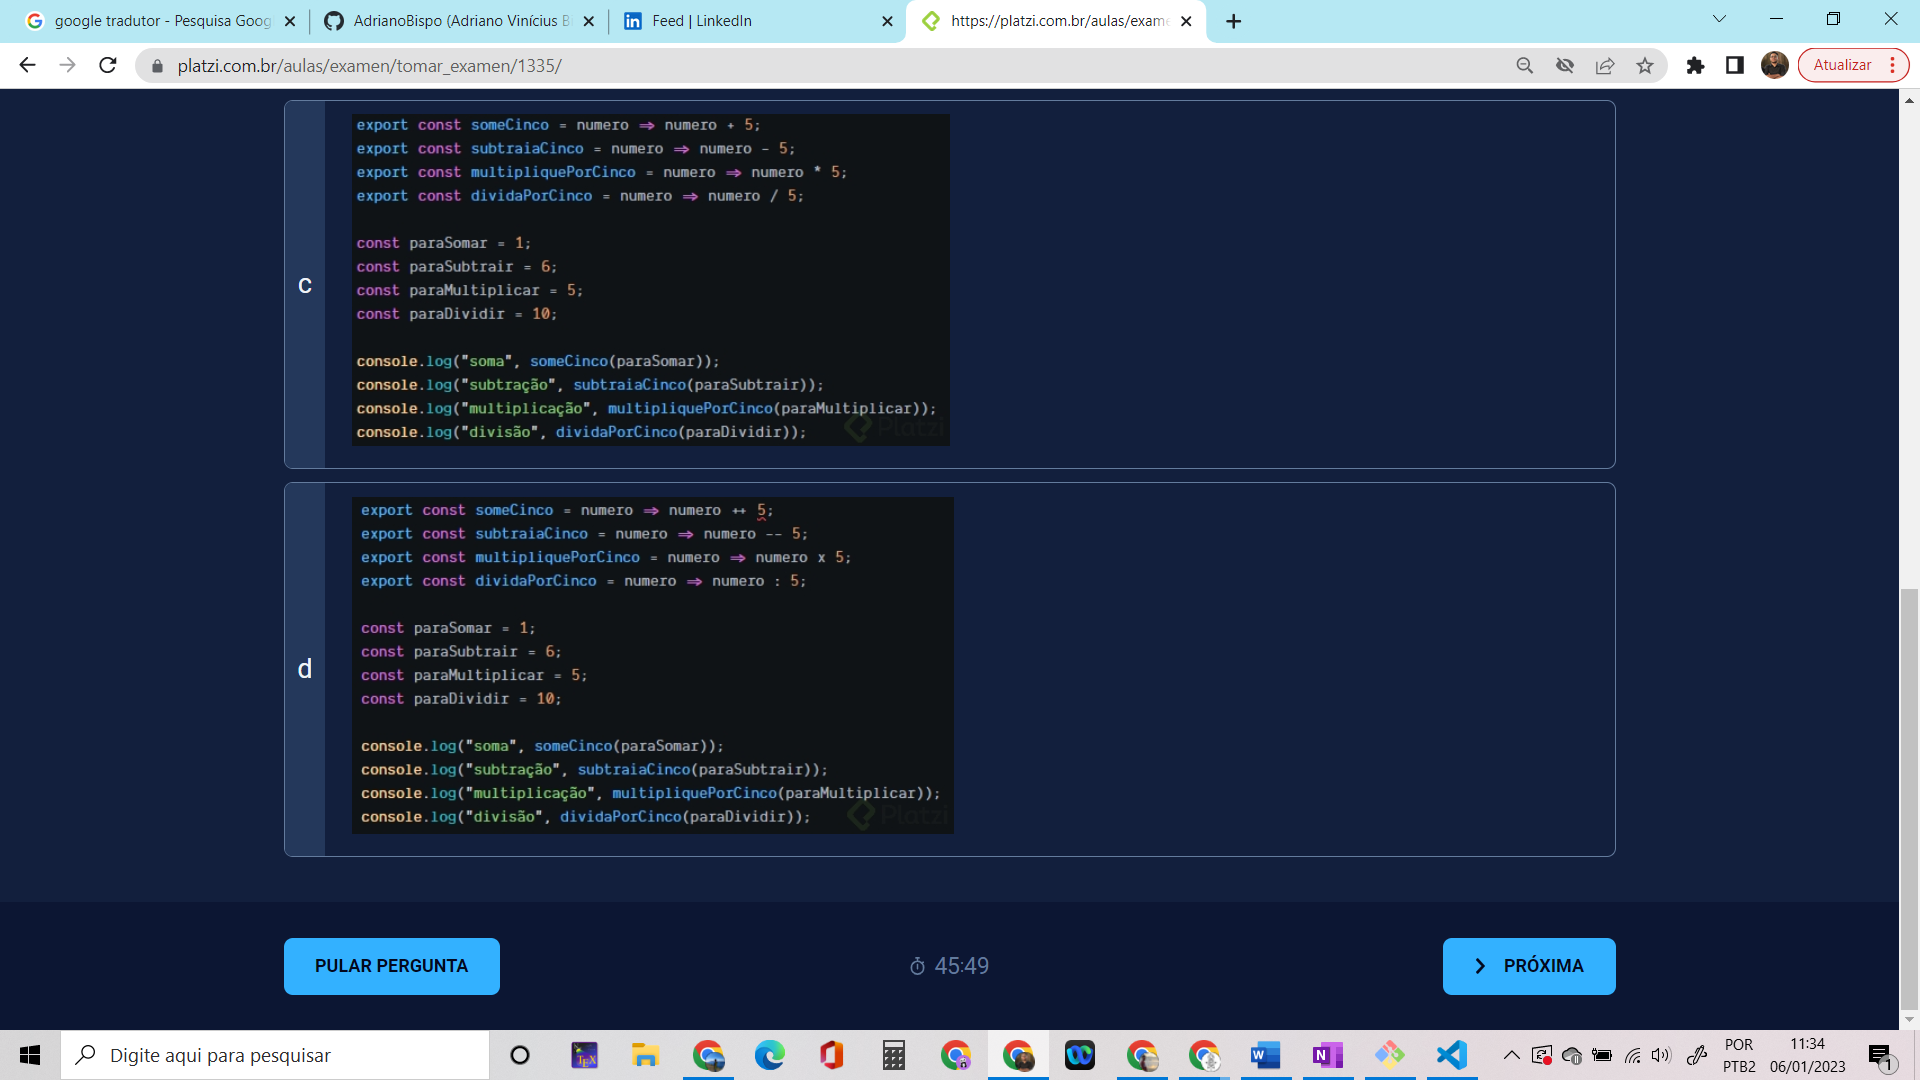 google tradutor - Pesquisa Goog
AdrianoBispo (Adriano Vinícius B
Feed | LinkedIn
https://platzi.com.br/aulas/exame
platzi.com.br/aulas/examen/tomar_examen/1335/
Atualizar
c
export const someCinco = numero => numero + 5;
export const subtraiaCinco = numero => numero - 5;
export const multipliquePorCinco = numero => numero * 5;
export const dividaPorCinco = numero => numero / 5;
const paraSomar = 1;
const paraSubtrair = 6;
const paraMultiplicar = 5;
const paraDividir = 10;
console.log("soma", someCinco(paraSomar));
console.log("subtração", subtraiaCinco(paraSubtrair));
console.log("multiplicação", multipliquePorCinco(paraMultiplicar));
console.log("divisão", dividaPorCinco(paraDividir));
Platzi
d
export const someCinco = numero => numero ++ 5;
export const subtraiaCinco = numero => numero -- 5;
export const multipliquePorCinco = numero => numero x 5;
export const dividaPorCinco = numero => numero : 5;
const paraSomar = 1;
const paraSubtrair = 6;
const paraMultiplicar = 5;
const paraDividir = 10;
console.log("soma", someCinco(paraSomar));
console.log("subtração", subtraiaCinco(paraSubtrair));
console.log("multiplicação", multipliquePorCinco(paraMultiplicar));
console.log("divisão", dividaPorCinco(paraDividir));
Platzi
PULAR PERGUNTA
45:49
PRÓXIMA
Digite aqui para pesquisar
POR
PTB2
11:34
06/01/2023
1